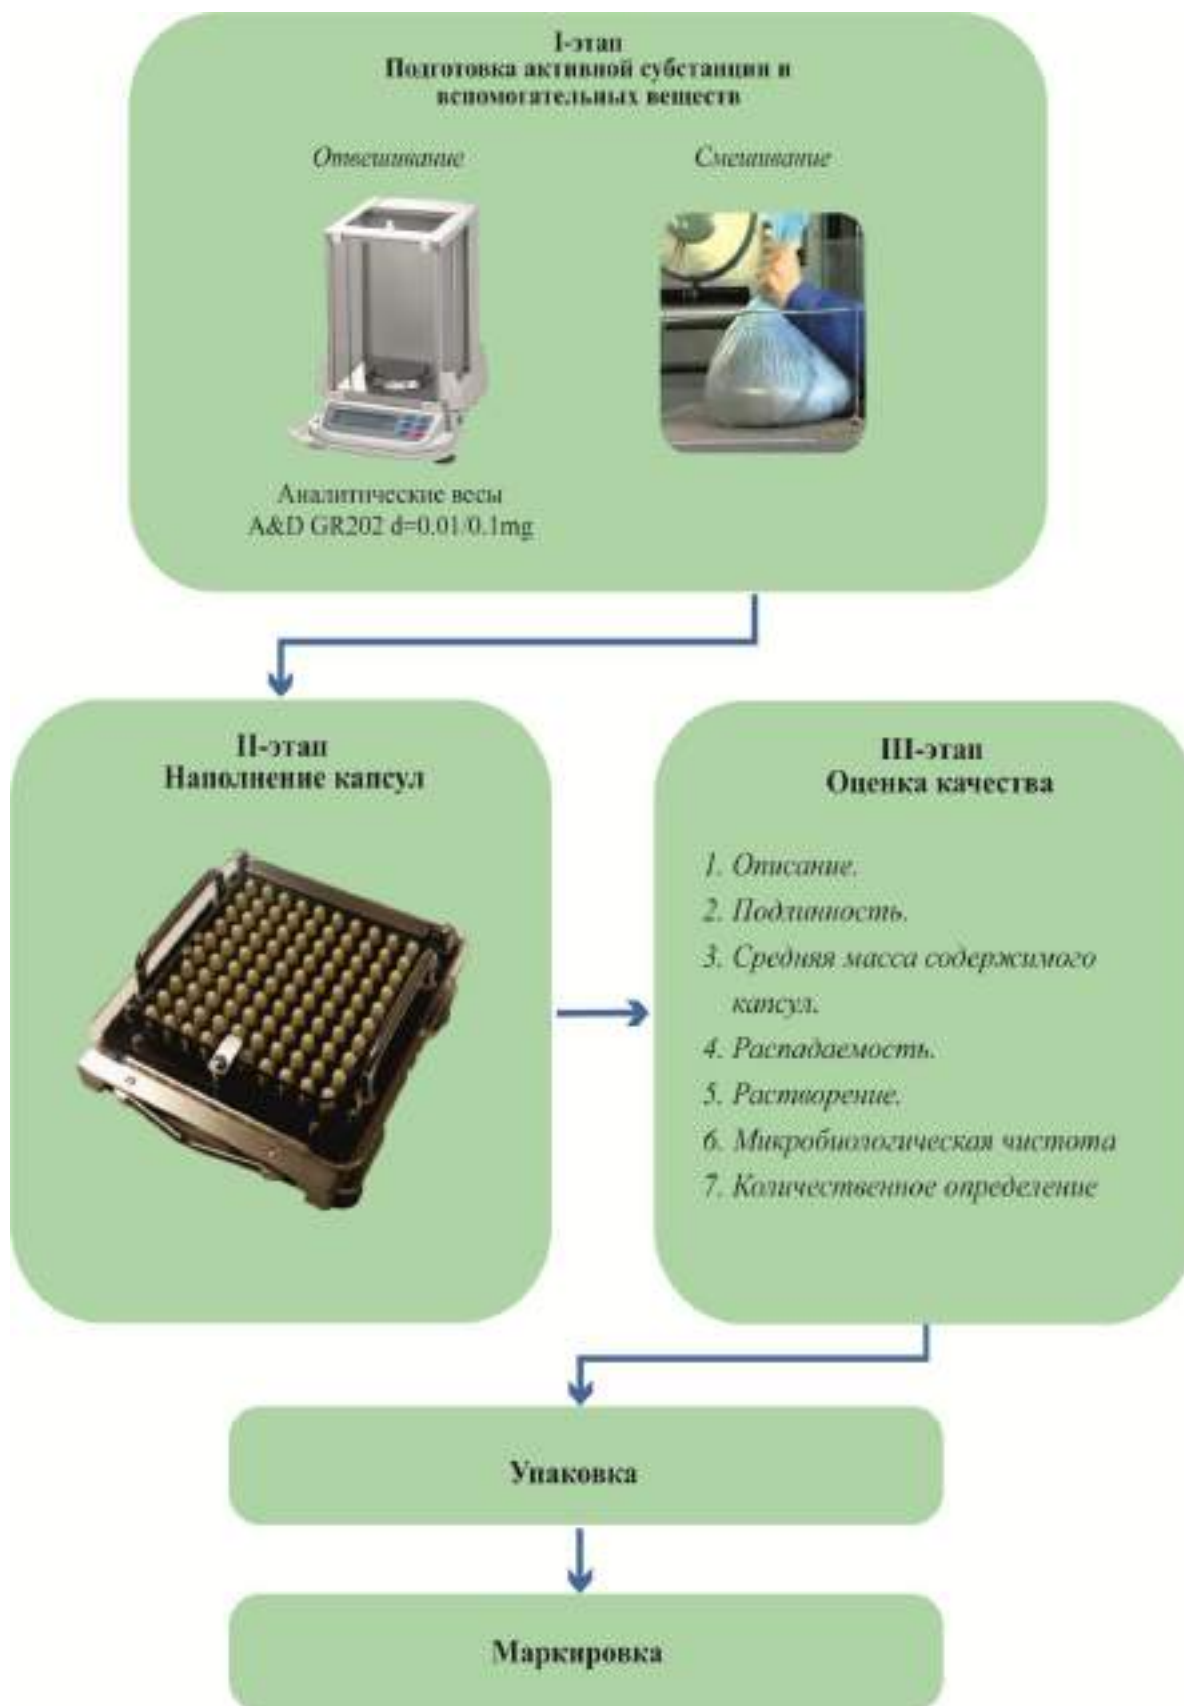 I-этап
Подготовка активной субстанции и
вспомогательных веществ
Отвешивание
Смешивание
Аналитические весы
A&D GR202 d=0.01/0.1mg
II-этап
Наполнение капсул
III-этап
Оценка качества
1. Описание.
2. Подлинность.
3. Средняя масса содержимого
капсул.
4. Распадаемость.
5. Растворение.
6. Микробиологическая чистота
7. Количественное определение
Упаковка
Маркировка